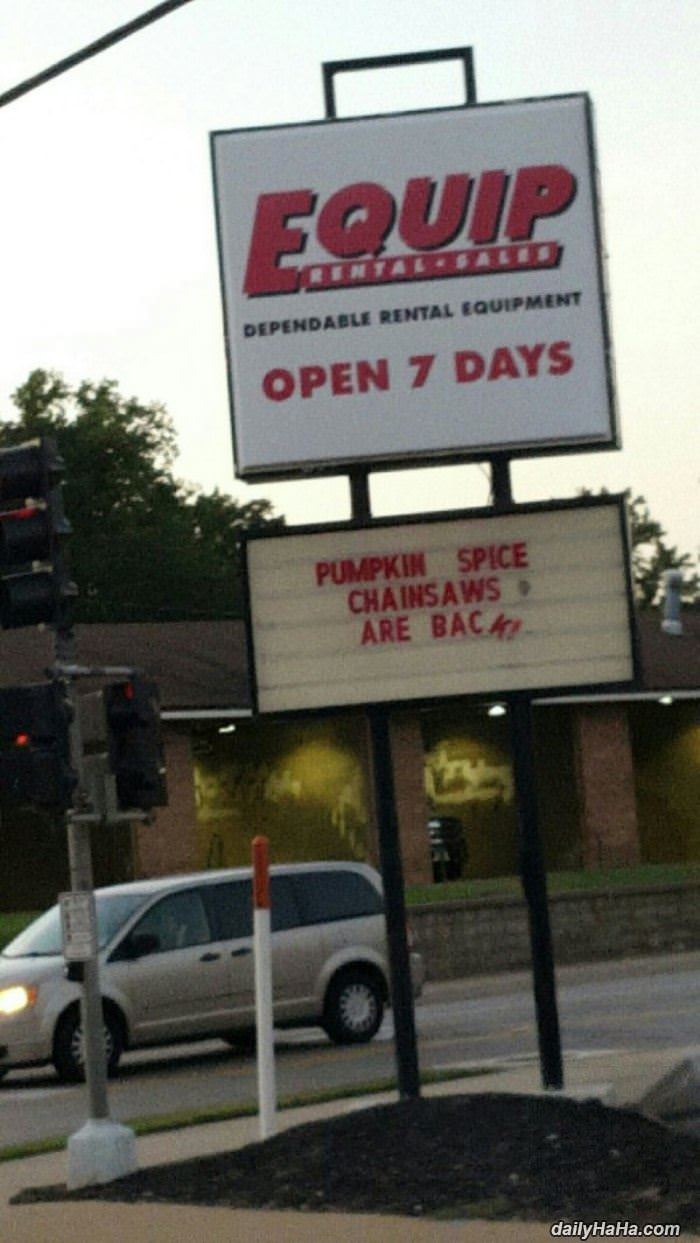 EQUIP
RENTAL • SALES
DEPENDABLE RENTAL EQUIPMENT
OPEN 7 DAYS
PUMPKIN SPICE
CHAINSAWS
ARE BACK!
dailyHaHa.com